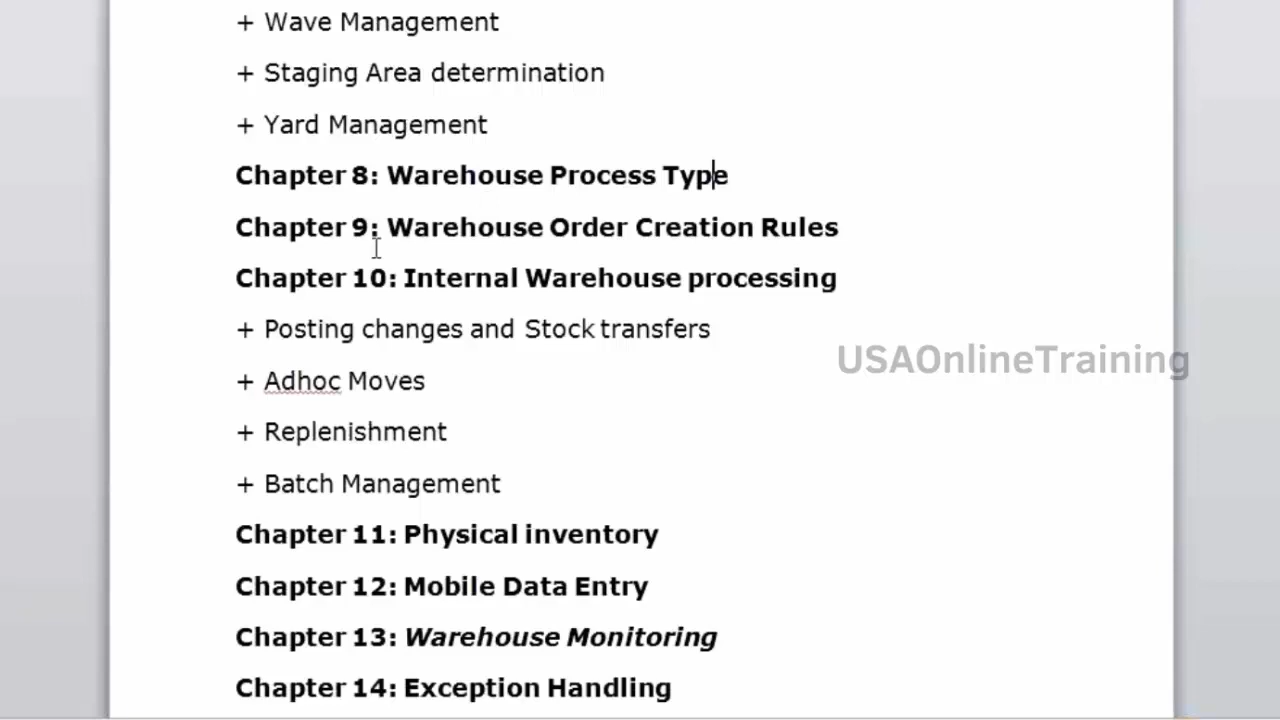 + Wave Management
+ Staging Area determination
+ Yard Management
Chapter 8: Warehouse Process Type
Chapter 9: Warehouse Order Creation Rules
Chapter 10: Internal Warehouse processing
+ Posting changes and Stock transfers
USAOnlineTraining
+ Adhoc Moves
+ Replenishment
+ Batch Management
Chapter 11: Physical inventory
Chapter 12: Mobile Data Entry
Chapter 13: Warehouse Monitoring
Chapter 14: Exception Handling